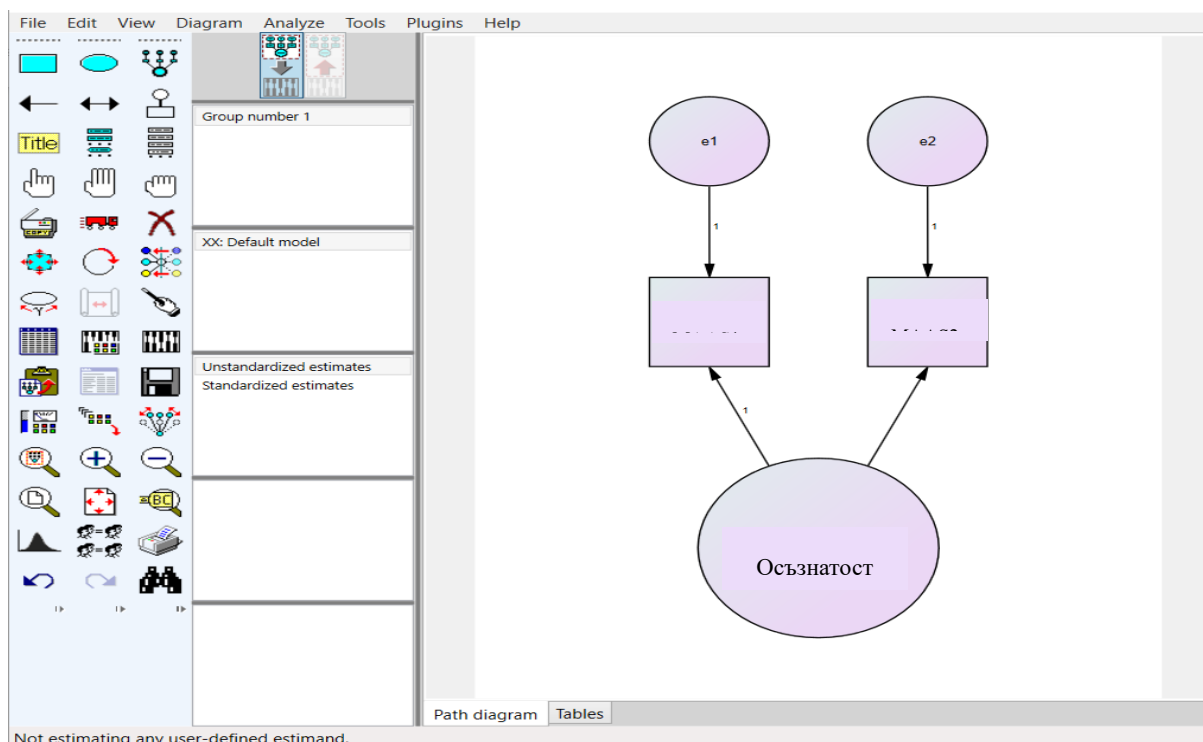 File Edit View Diagram Analyze Tools Plugins Help
Title
Group number 1
XX: Default model
Unstandardized estimates
Standardized estimates
e1
e2
1
1
1
Осъзнатост
Path diagram Tables
Not estimating any user-defined estimand.